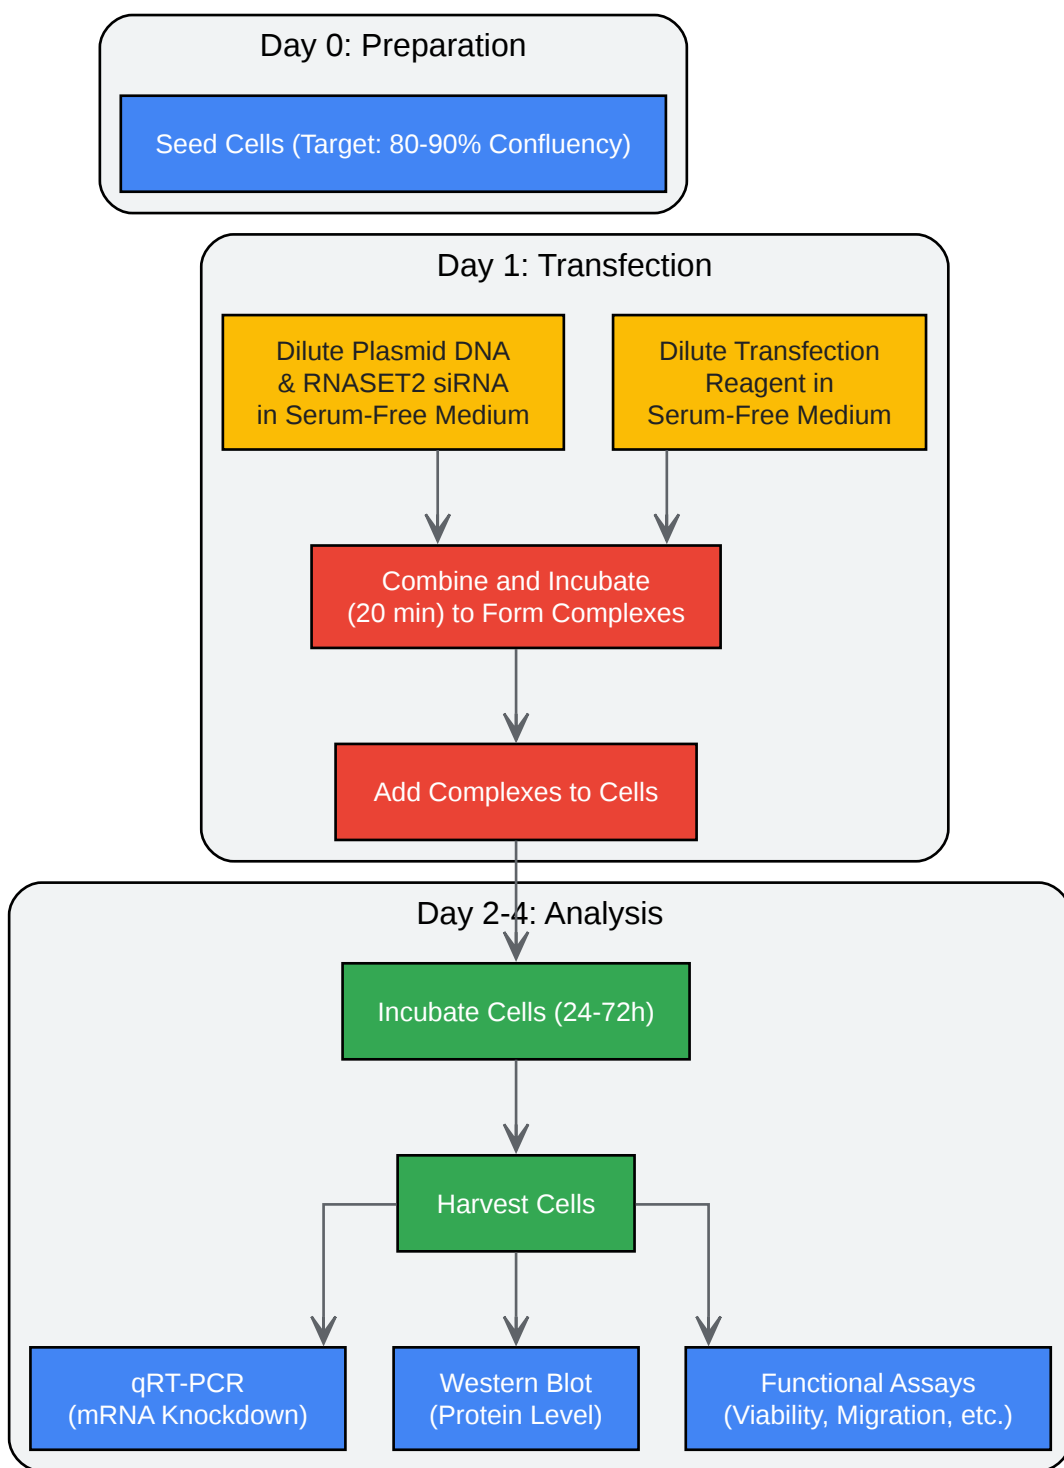 Day 0: Preparation
Seed Cells (Target: 80-90% Confluency)
Day 1: Transfection
Dilute Plasmid DNA
& RNASET2 siRNA
in Serum-Free Medium
Dilute Transfection
Reagent in
Serum-Free Medium
Combine and Incubate
(20 min) to Form Complexes
Add Complexes to Cells
Day 2-4: Analysis
Incubate Cells (24-72h)
Harvest Cells
qRT-PCR
(mRNA Knockdown)
Western Blot
(Protein Level)
Functional Assays
(Viability, Migration, etc.)